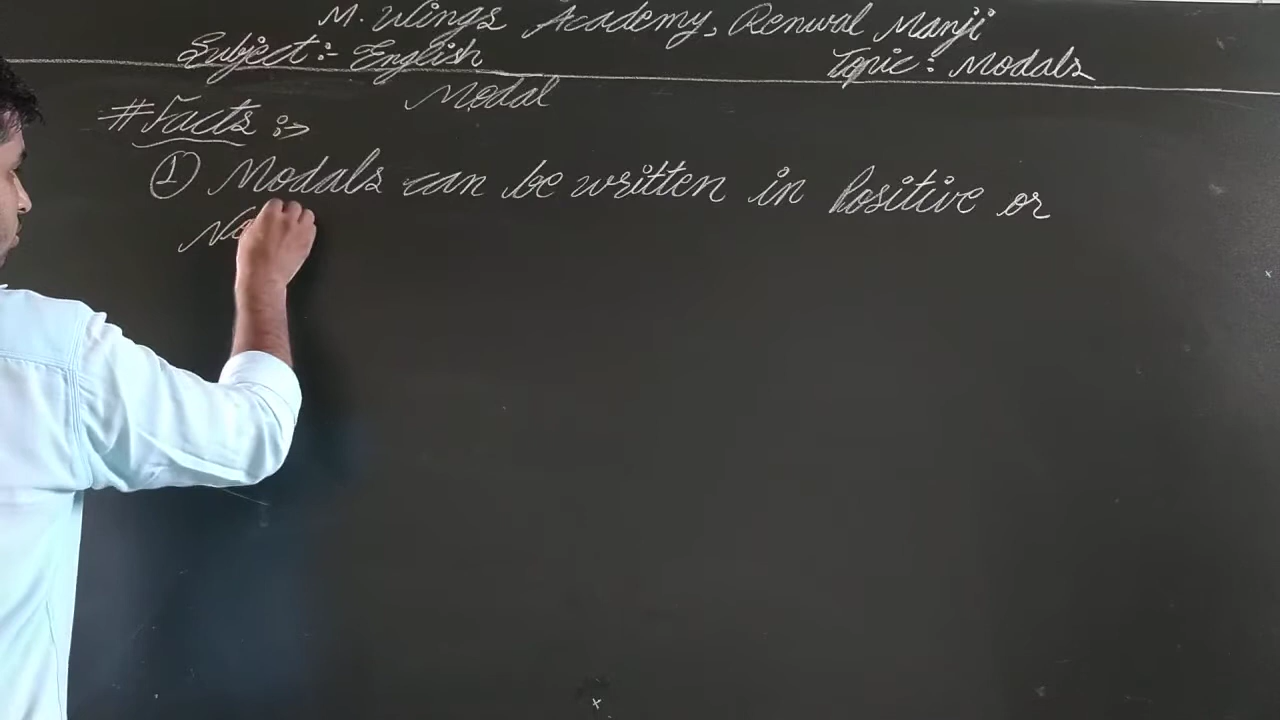 M. Wings Academy, Renwal Manji
Subject :- English Topic : Modals
Modal
# Facts :->
① Modals can be written in Positive or